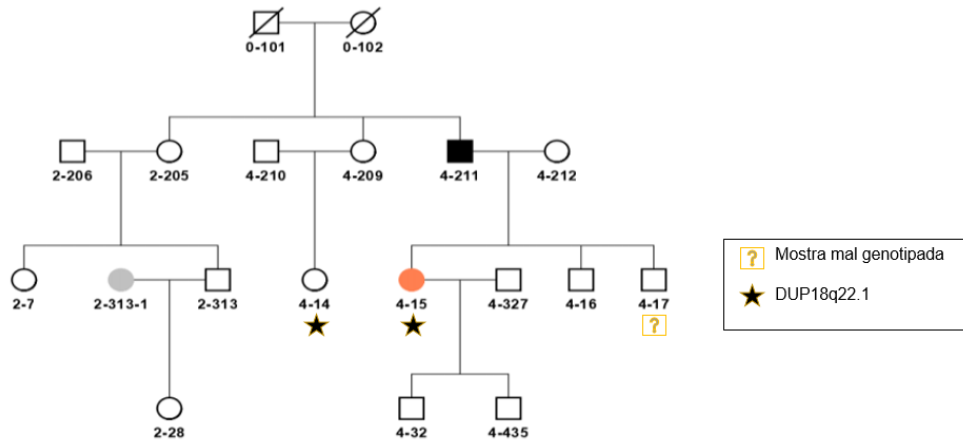 0-101 0-102
2-206 2-205 4-210 4-209 4-211 4-212
2-7 2-313-1 2-313 4-14 4-15 4-327 4-16 4-17
?
2-28 4-32 4-435
? Mostra mal genotipada
DUP18q22.1